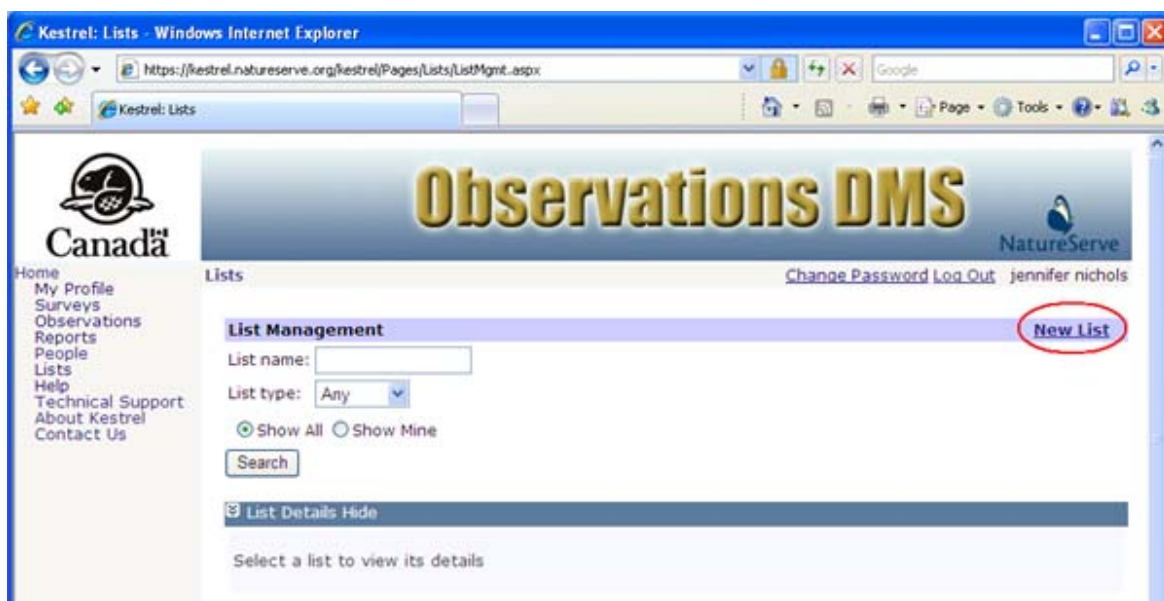 Kestrel: Lists - Windows Internet Explorer
https://kestrel.natureserve.org/kestrel/Pages/Lists/ListMgmt.aspx
Google
Kestrel: Lists
Page
Tools
Observations DMS
Canada
NatureServe
Home
My Profile
Surveys
Observations
Reports
People
Lists
Help
Technical Support
About Kestrel
Contact Us
Lists
Change Password Log Out jennifer nichols
List Management New List
List name:
List type: Any
Show All Show Mine
Search
List Details Hide
Select a list to view its details